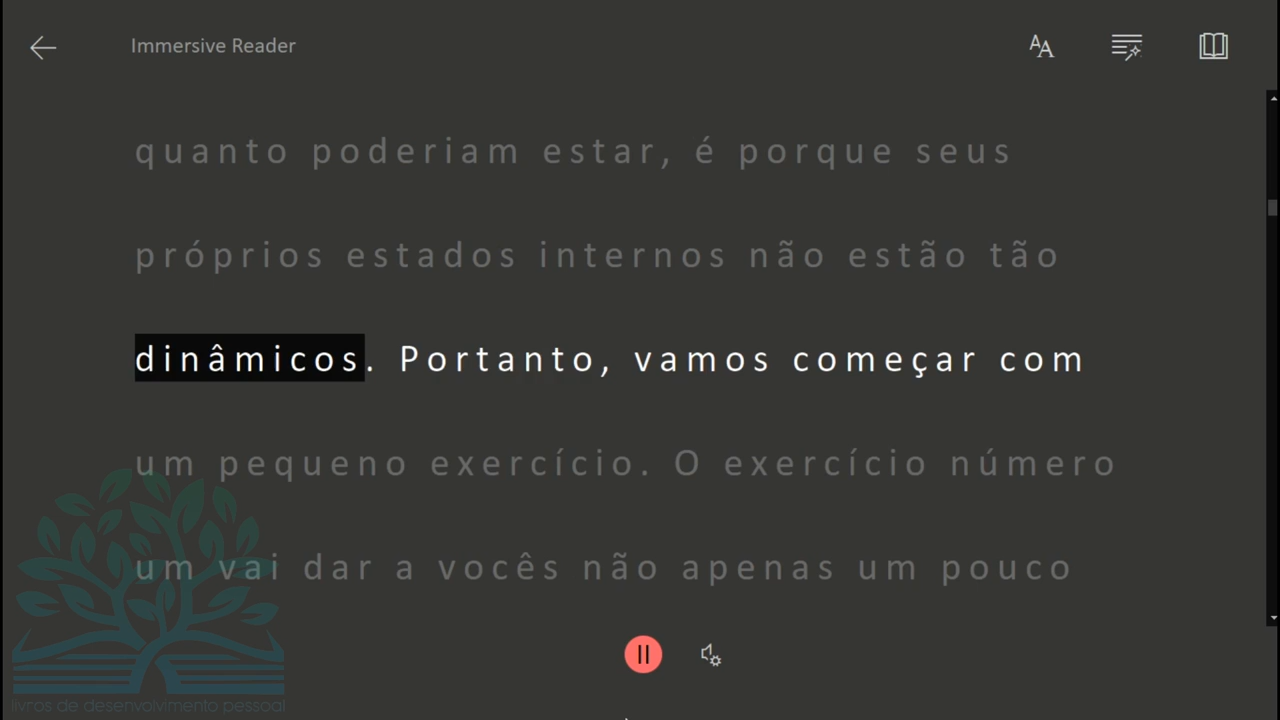 Immersive Reader
quanto poderiam estar, é porque seus
próprios estados internos não estão tão
dinâmicos. Portanto, vamos começar com
um pequeno exercício. O exercício número
um vai dar a vocês não apenas um pouco
livros de desenvolvimento pessoal